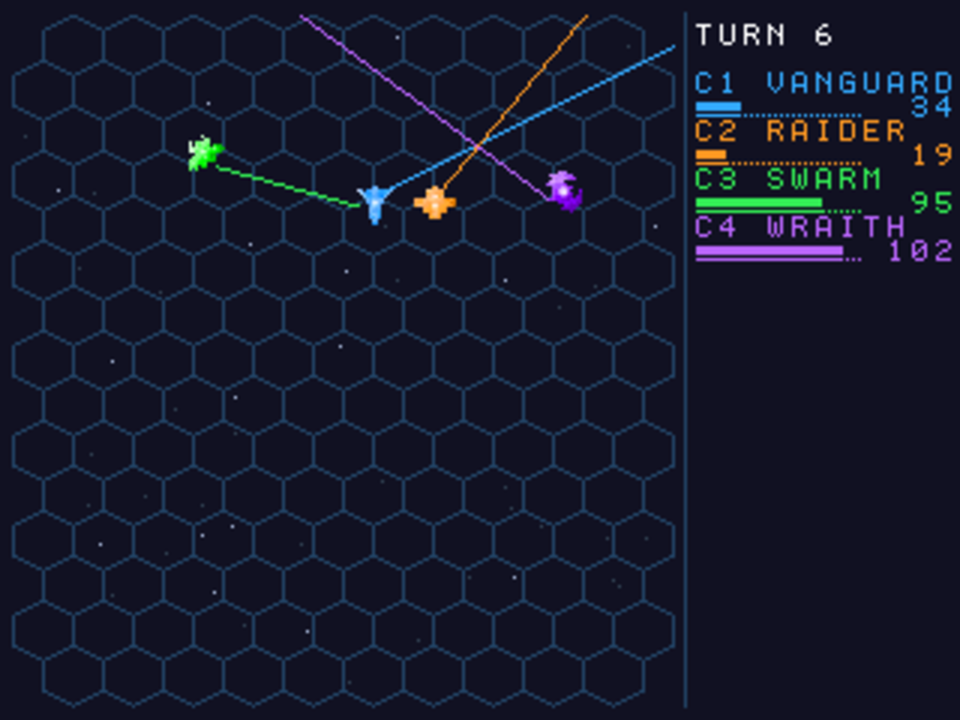 TURN 6
C1 VANGUARD
34
C2 RAIDER
19
C3 SWARM
95
C4 WRAITH
102